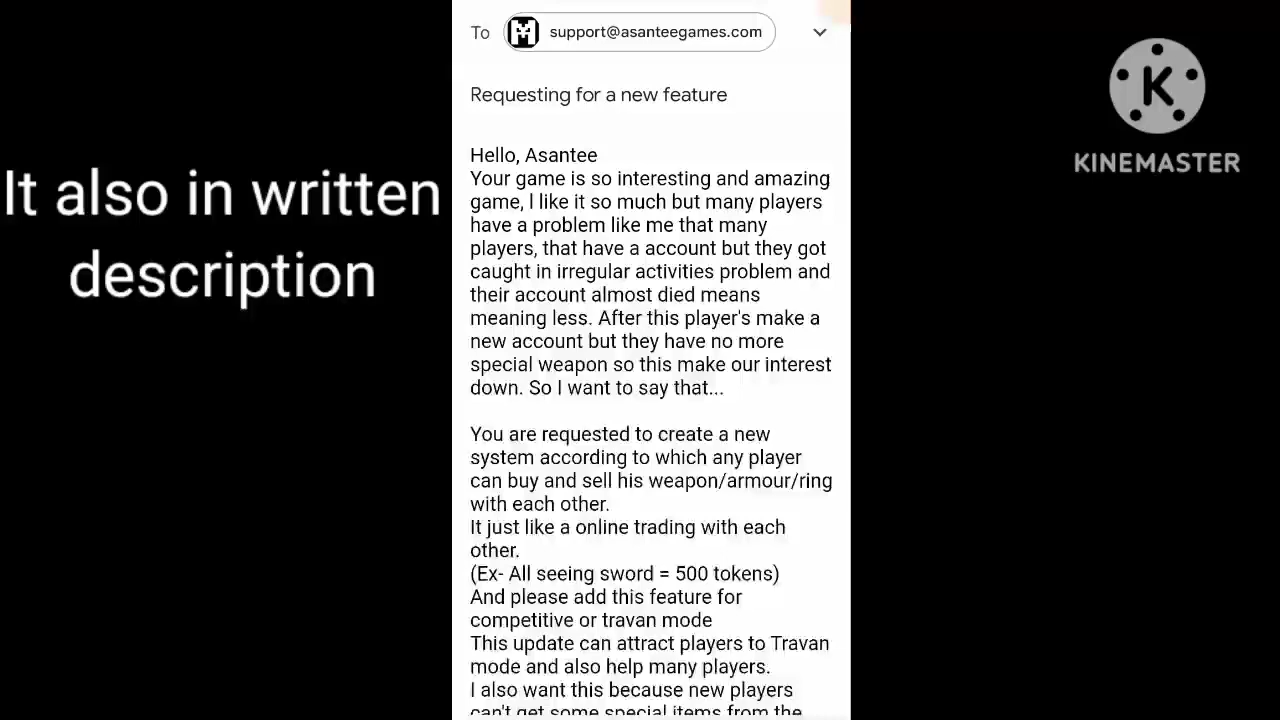 It also in written
description
To support@asanteegames.com
Requesting for a new feature
Hello, Asantee
Your game is so interesting and amazing
game, I like it so much but many players
have a problem like me that many
players, that have a account but they got
caught in irregular activities problem and
their account almost died means
meaning less. After this player's make a
new account but they have no more
special weapon so this make our interest
down. So I want to say that...
You are requested to create a new
system according to which any player
can buy and sell his weapon/armour/ring
with each other.
It just like a online trading with each
other.
(Ex- All seeing sword = 500 tokens)
And please add this feature for
competitive or travan mode
This update can attract players to Travan
mode and also help many players.
I also want this because new players
can't get some special items from the
K
KINEMASTER